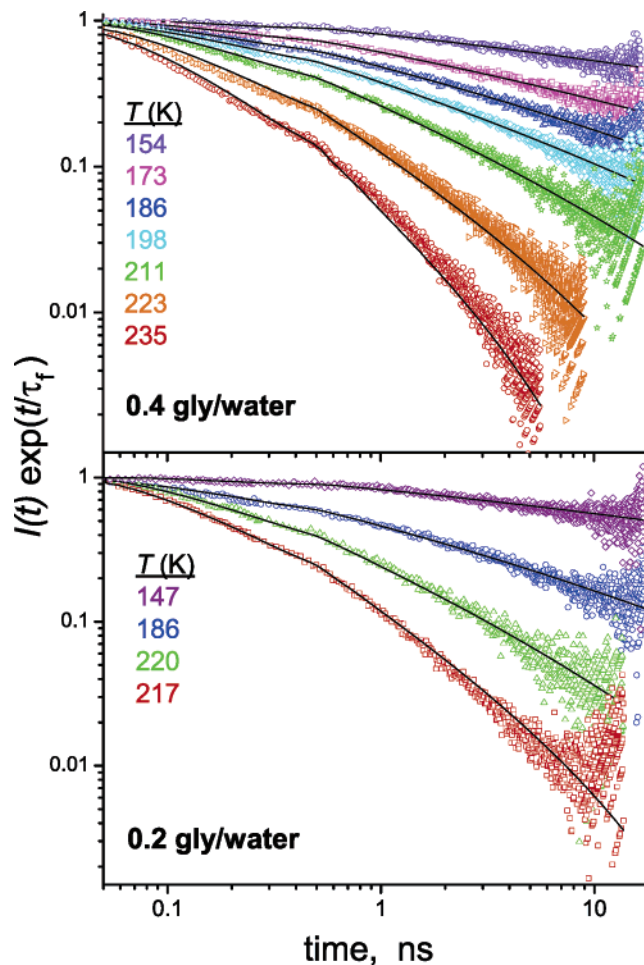 1
0.1
0.01
T (K)
154
173
186
198
211
223
235
0.4 gly/water
I(t) exp(t/τf)
1
0.1
0.01
T (K)
147
186
220
217
0.2 gly/water
0.1 1 10
time, ns